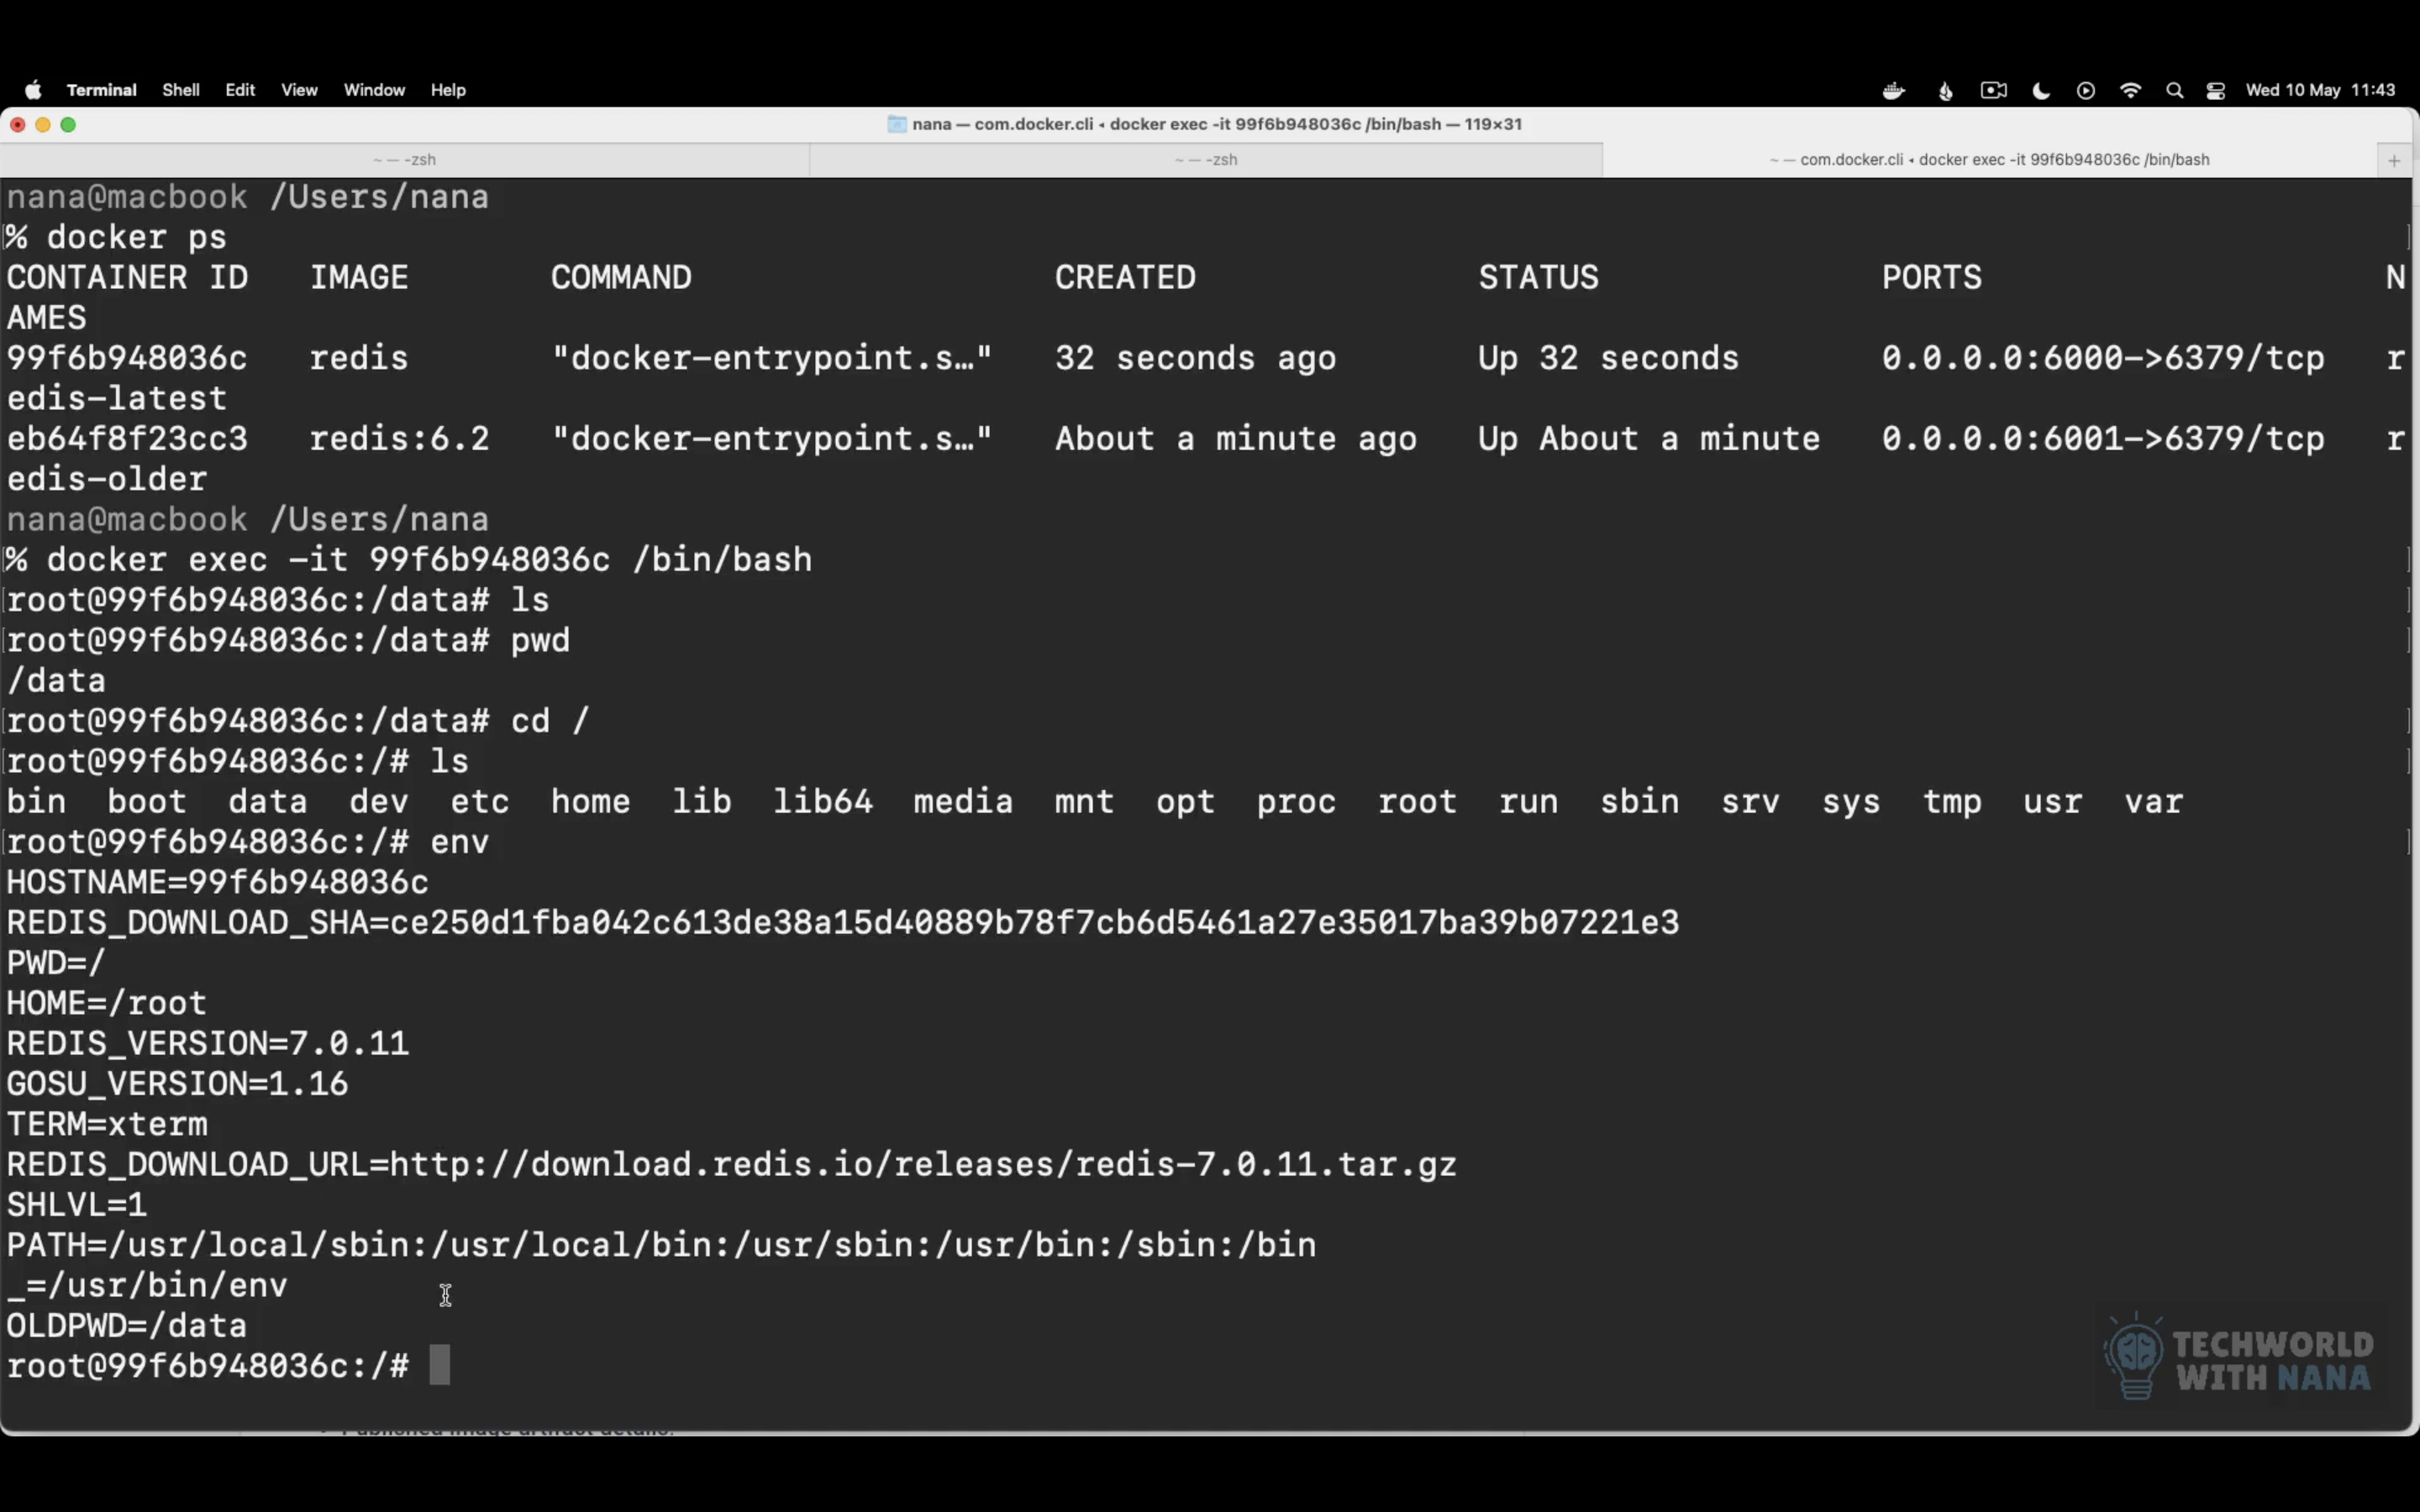 Terminal Shell Edit View Window Help Wed 10 May 11:43
nana — com.docker.cli ◂ docker exec -it 99f6b948036c /bin/bash — 119×31
~ — -zsh ~ — -zsh ~ — com.docker.cli ◂ docker exec -it 99f6b948036c /bin/bash +
nana@macbook /Users/nana
% docker ps
CONTAINER ID IMAGE COMMAND CREATED STATUS PORTS N
AMES
99f6b948036c redis "docker-entrypoint.s…" 32 seconds ago Up 32 seconds 0.0.0.0:6000->6379/tcp r
edis-latest
eb64f8f23cc3 redis:6.2 "docker-entrypoint.s…" About a minute ago Up About a minute 0.0.0.0:6001->6379/tcp r
edis-older
nana@macbook /Users/nana
% docker exec -it 99f6b948036c /bin/bash
root@99f6b948036c:/data# ls
root@99f6b948036c:/data# pwd
/data
root@99f6b948036c:/data# cd /
root@99f6b948036c:/# ls
bin boot data dev etc home lib lib64 media mnt opt proc root run sbin srv sys tmp usr var
root@99f6b948036c:/# env
HOSTNAME=99f6b948036c
REDIS_DOWNLOAD_SHA=ce250d1fba042c613de38a15d40889b78f7cb6d5461a27e35017ba39b07221e3
PWD=/
HOME=/root
REDIS_VERSION=7.0.11
GOSU_VERSION=1.16
TERM=xterm
REDIS_DOWNLOAD_URL=http://download.redis.io/releases/redis-7.0.11.tar.gz
SHLVL=1
PATH=/usr/local/sbin:/usr/local/bin:/usr/sbin:/usr/bin:/sbin:/bin
_=/usr/bin/env
OLDPWD=/data
root@99f6b948036c:/#
TECHWORLD
WITH NANA